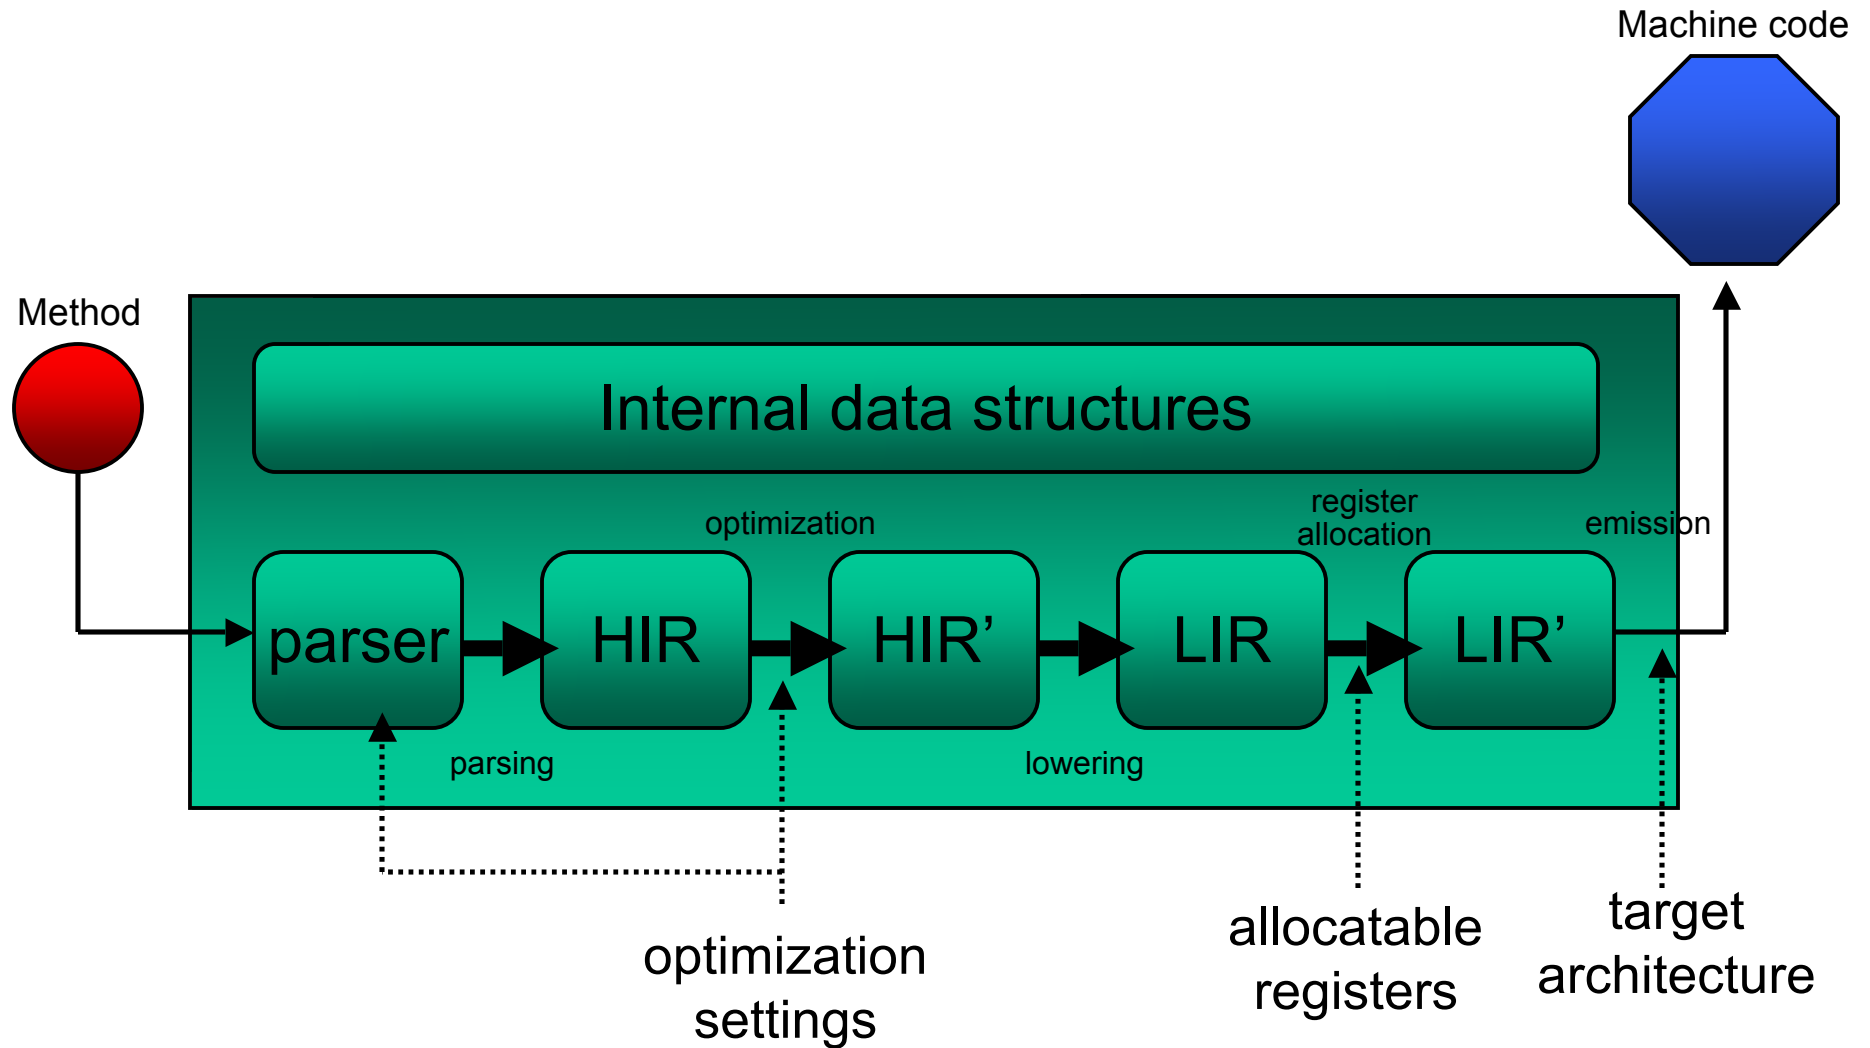 Machine code
Method
Internal data structures
optimization
register
allocation
emission
parser
HIR
HIR’
LIR
LIR’
parsing
lowering
optimization
settings
allocatable
registers
target
architecture